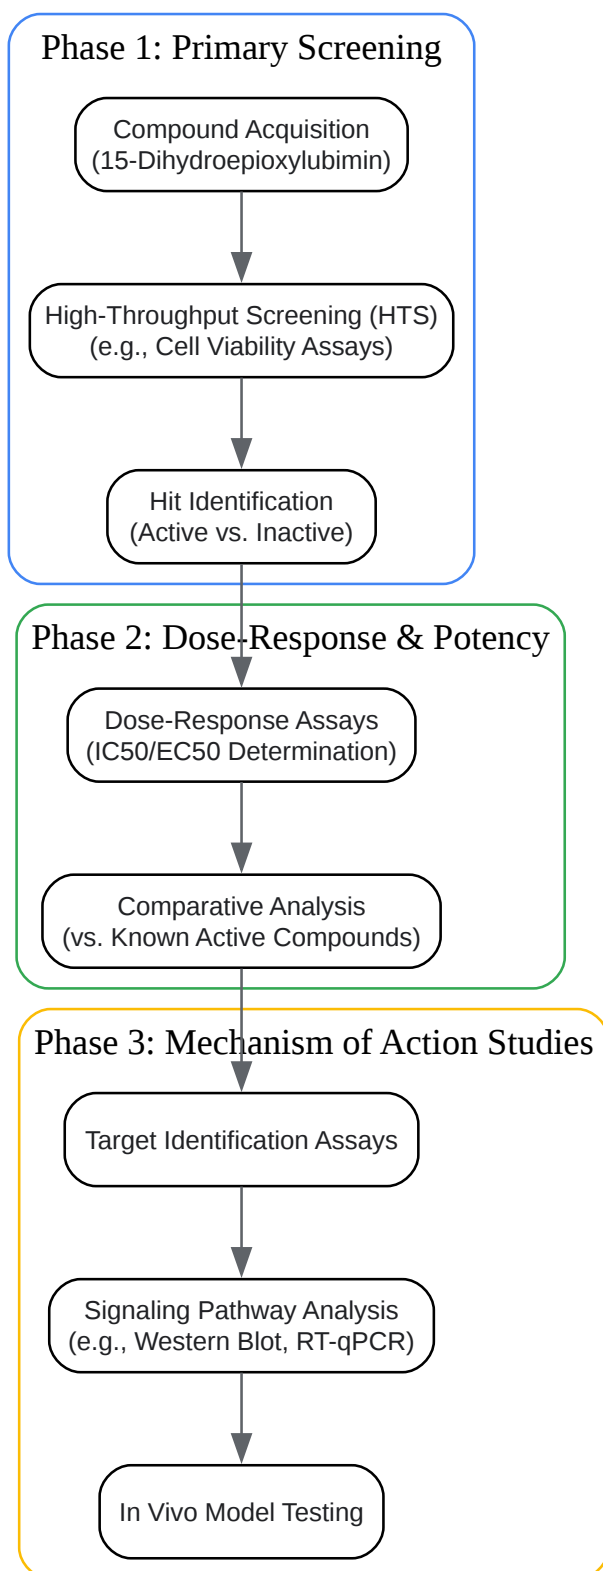 Phase 1: Primary Screening
Compound Acquisition
(15-Dihydroepioxylubimin)
High-Throughput Screening (HTS)
(e.g., Cell Viability Assays)
Hit Identification
(Active vs. Inactive)
Phase 2: Dose-Response & Potency
Dose-Response Assays
(IC50/EC50 Determination)
Comparative Analysis
(vs. Known Active Compounds)
Phase 3: Mechanism of Action Studies
Target Identification Assays
Signaling Pathway Analysis
(e.g., Western Blot, RT-qPCR)
In Vivo Model Testing